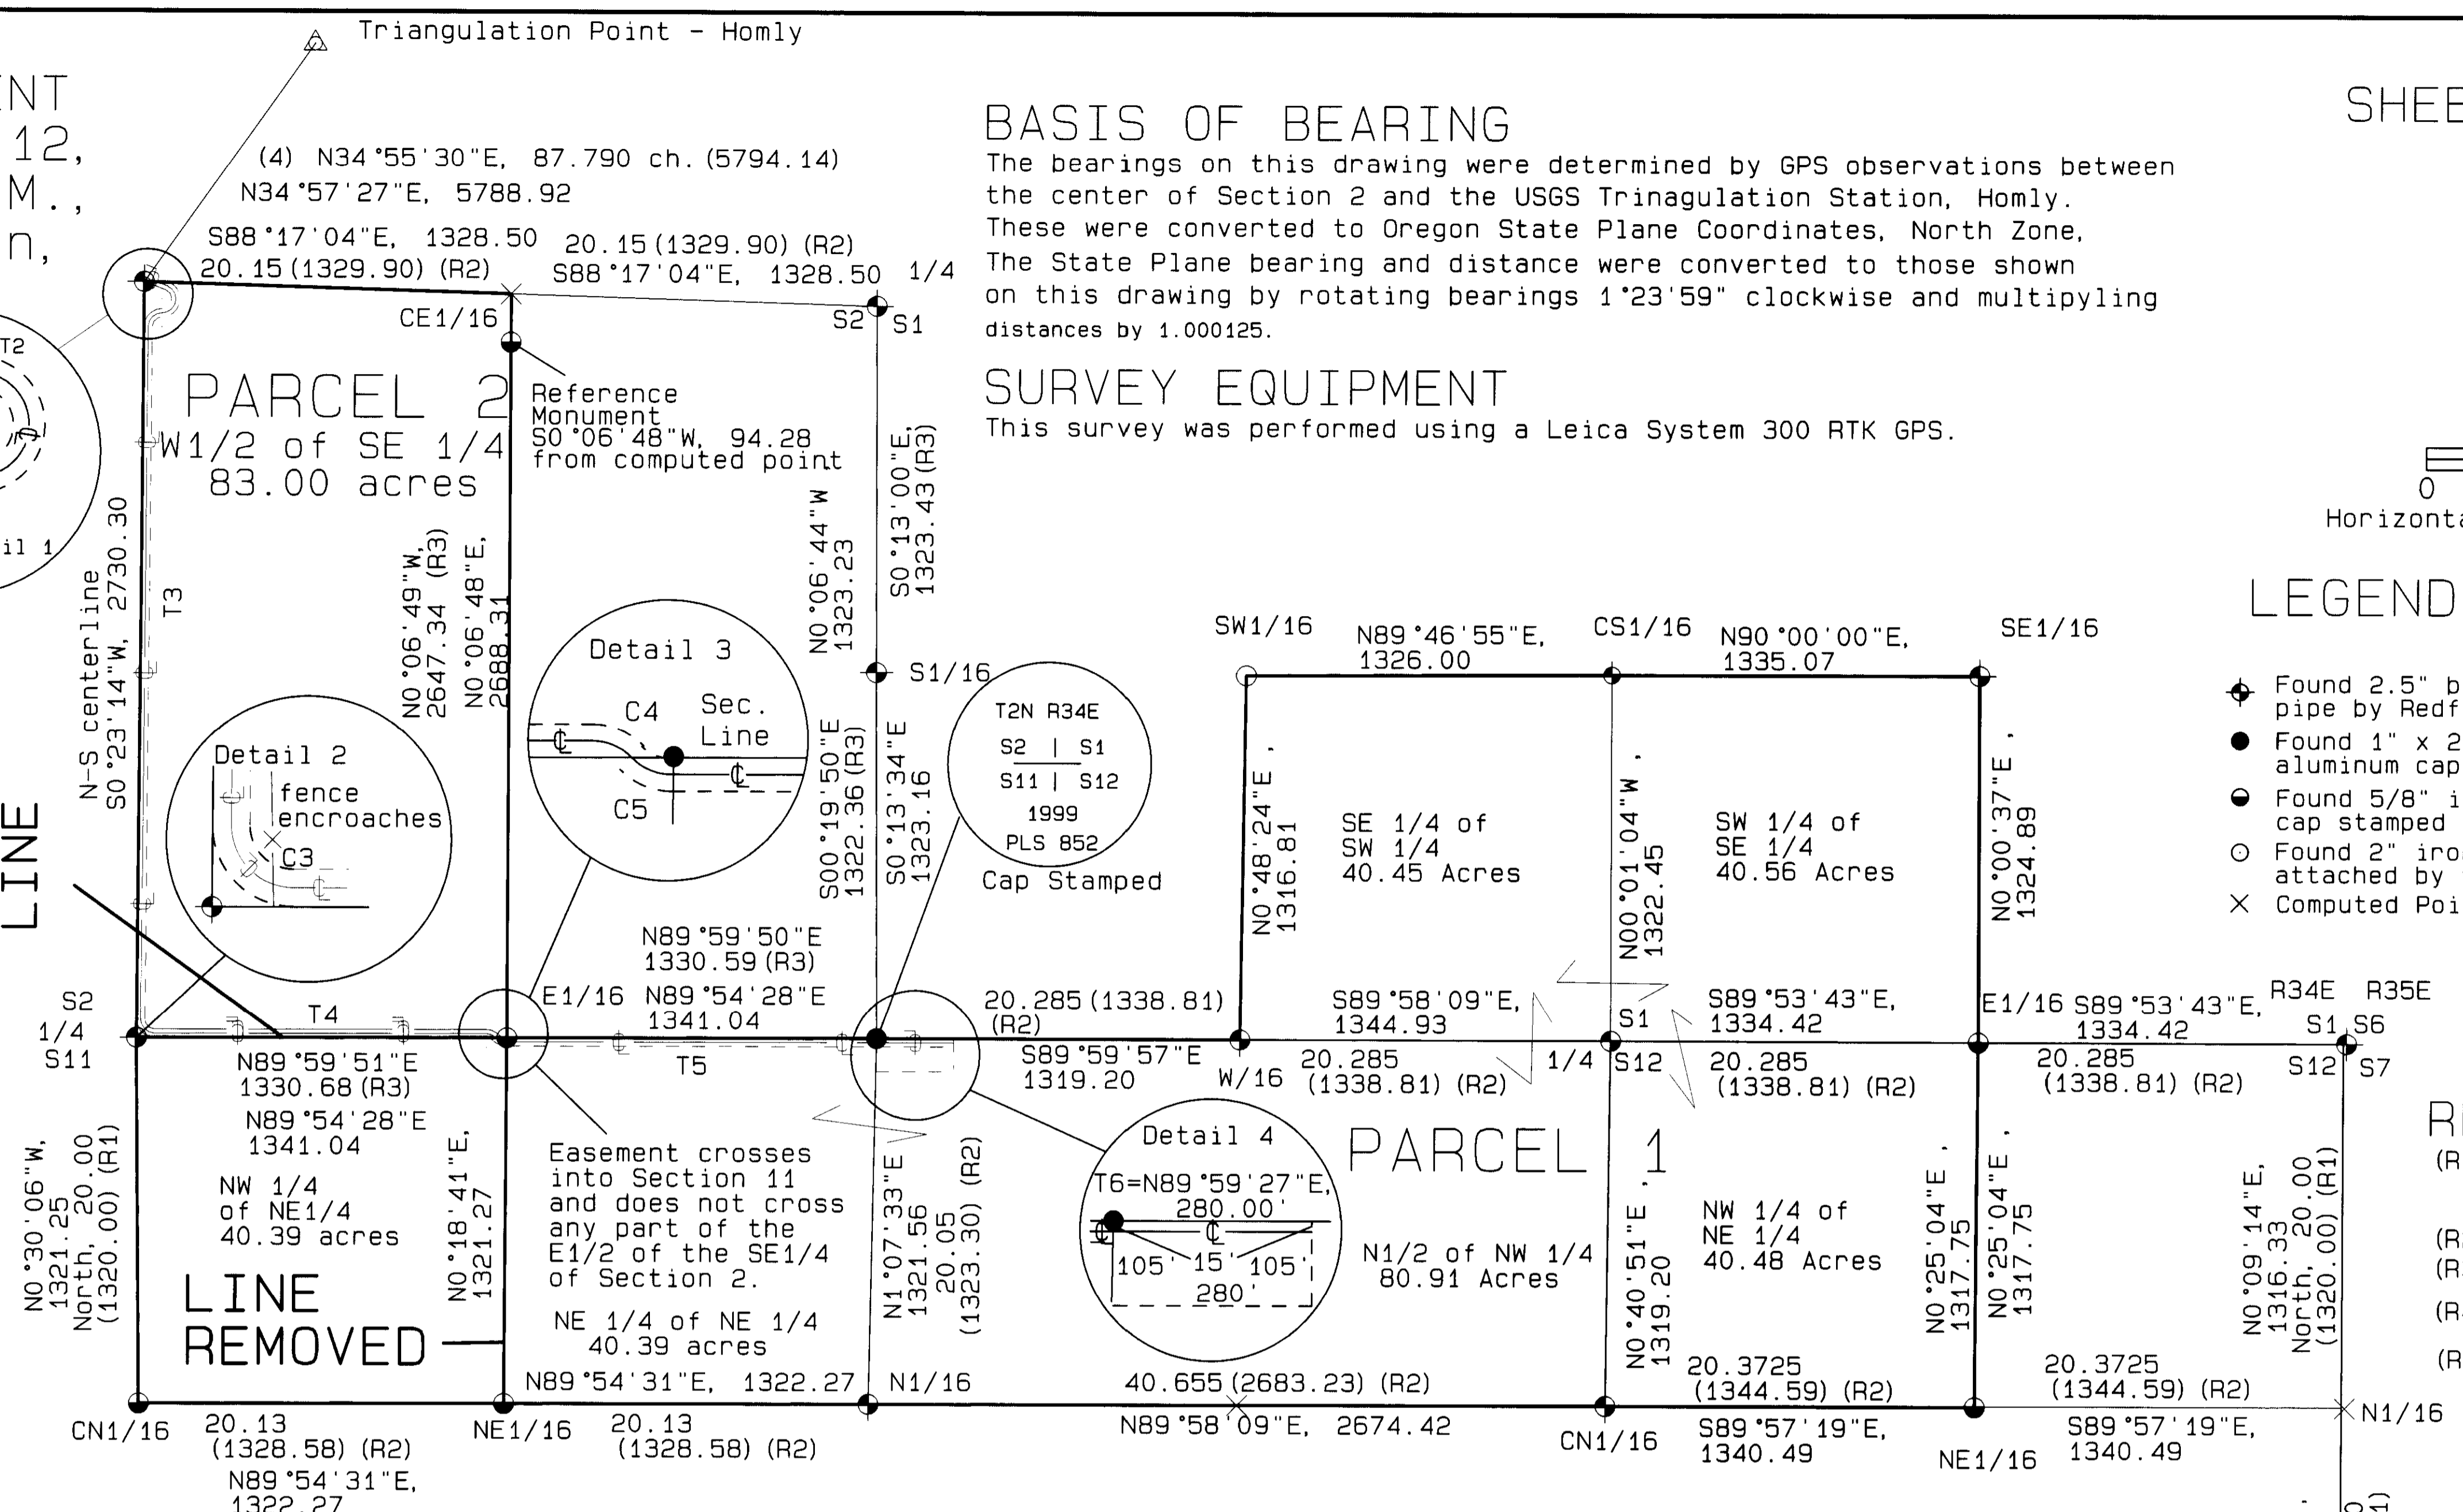 Triangulation Point - Homly
INT
12,
M.,
n,
(4) N34°55'30"E, 87.790 ch. (5794.14)
N34°57'27"E, 5788.92
S88°17'04"E, 1328.50
20.15(1329.90) (R2)
20.15(1329.90) (R2)
S88°17'04"E, 1328.50
1/4
CE1/16
S2
S1
BASIS OF BEARING
The bearings on this drawing were determined by GPS observations between
the center of Section 2 and the USGS Trinagulation Station, Homly.
These were converted to Oregon State Plane Coordinates, North Zone,
The State Plane bearing and distance were converted to those shown
on this drawing by rotating bearings 1°23'59" clockwise and multipyling
distances by 1.000125.
SURVEY EQUIPMENT
This survey was performed using a Leica System 300 RTK GPS.
SHEE
0
Horizonta
T2
il 1
PARCEL 2
W1/2 of SE 1/4
83.00 acres
Reference
Monument
S0°06'48"W, 94.28
from computed point
N-S centerline
S0°23'14"W, 2730.30
T3
N0°06'49"W,
2647.34 (R3)
N0°06'48"E,
2688.31
N0°06'44"W
1323.23
S0°13'00"E,
1323.43(R3)
S1/16
S00°19'50"E
1322.36(R3)
S0°13'34"E
1323.16
Detail 3
C4
Sec.
Line
C5
Detail 2
fence
encroaches
C3
LINE
T2N R34E
S2 | S1
S11 | S12
1999
PLS 852
Cap Stamped
SW1/16
N89°46'55"E,
1326.00
CS1/16
N90°00'00"E,
1335.07
SE1/16
LEGEND
Found 2.5" b
pipe by Redf
Found 1" x 2
aluminum cap
Found 5/8" i
cap stamped
Found 2" iro
attached by
Computed Poi
N0°48'24"E,
1316.81
SE 1/4 of
SW 1/4
40.45 Acres
N00°01'04"W,
1322.45
SW 1/4 of
SE 1/4
40.56 Acres
N0°00'37"E,
1324.89
S2
1/4
S11
T4
E1/16
N89°59'50"E
1330.59(R3)
N89°54'28"E
1341.04
T5
20.285(1338.81)
(R2)
S89°59'57"E
1319.20
W/16
S89°58'09"E,
1344.93
20.285
(1338.81) (R2)
1/4
S1
S12
S89°53'43"E,
1334.42
20.285
(1338.81) (R2)
E1/16
S89°53'43"E,
1334.42
20.285
(1338.81) (R2)
R34E R35E
S1 S6
S12 S7
N89°59'51"E
1330.68(R3)
N89°54'28"E
1341.04
N0°30'06"W,
1321.25
North, 20.00
(1320.00) (R1)
NW 1/4
of NE1/4
40.39 acres
LINE
REMOVED
N0°18'41"E,
1321.27
Easement crosses
into Section 11
and does not cross
any part of the
E1/2 of the SE1/4
of Section 2.
NE 1/4 of NE 1/4
40.39 acres
N1°07'33"E
1321.56
20.05
(1323.30) (R2)
Detail 4
T6=N89°59'27"E,
280.00'
105' 15' 105'
280'
PARCEL 1
N1/2 of NW 1/4
80.91 Acres
N0°40'51"E,
1319.20
NW 1/4 of
NE 1/4
40.48 Acres
N0°25'04"E,
1317.75
N0°25'04"E,
1317.75
N0°09'14"E,
1316.33
North, 20.00
(1320.00) (R1)
R
(R
(R
(R
(R
(R
CN1/16
20.13
(1328.58) (R2)
N89°54'31"E,
1322.27
NE1/16
N89°54'31"E, 1322.27
20.13
(1328.58) (R2)
N1/16
40.655(2683.23) (R2)
N89°58'09"E, 2674.42
CN1/16
20.3725
(1344.59) (R2)
S89°57'19"E,
1340.49
NE1/16
20.3725
(1344.59) (R2)
S89°57'19"E,
1340.49
N1/16